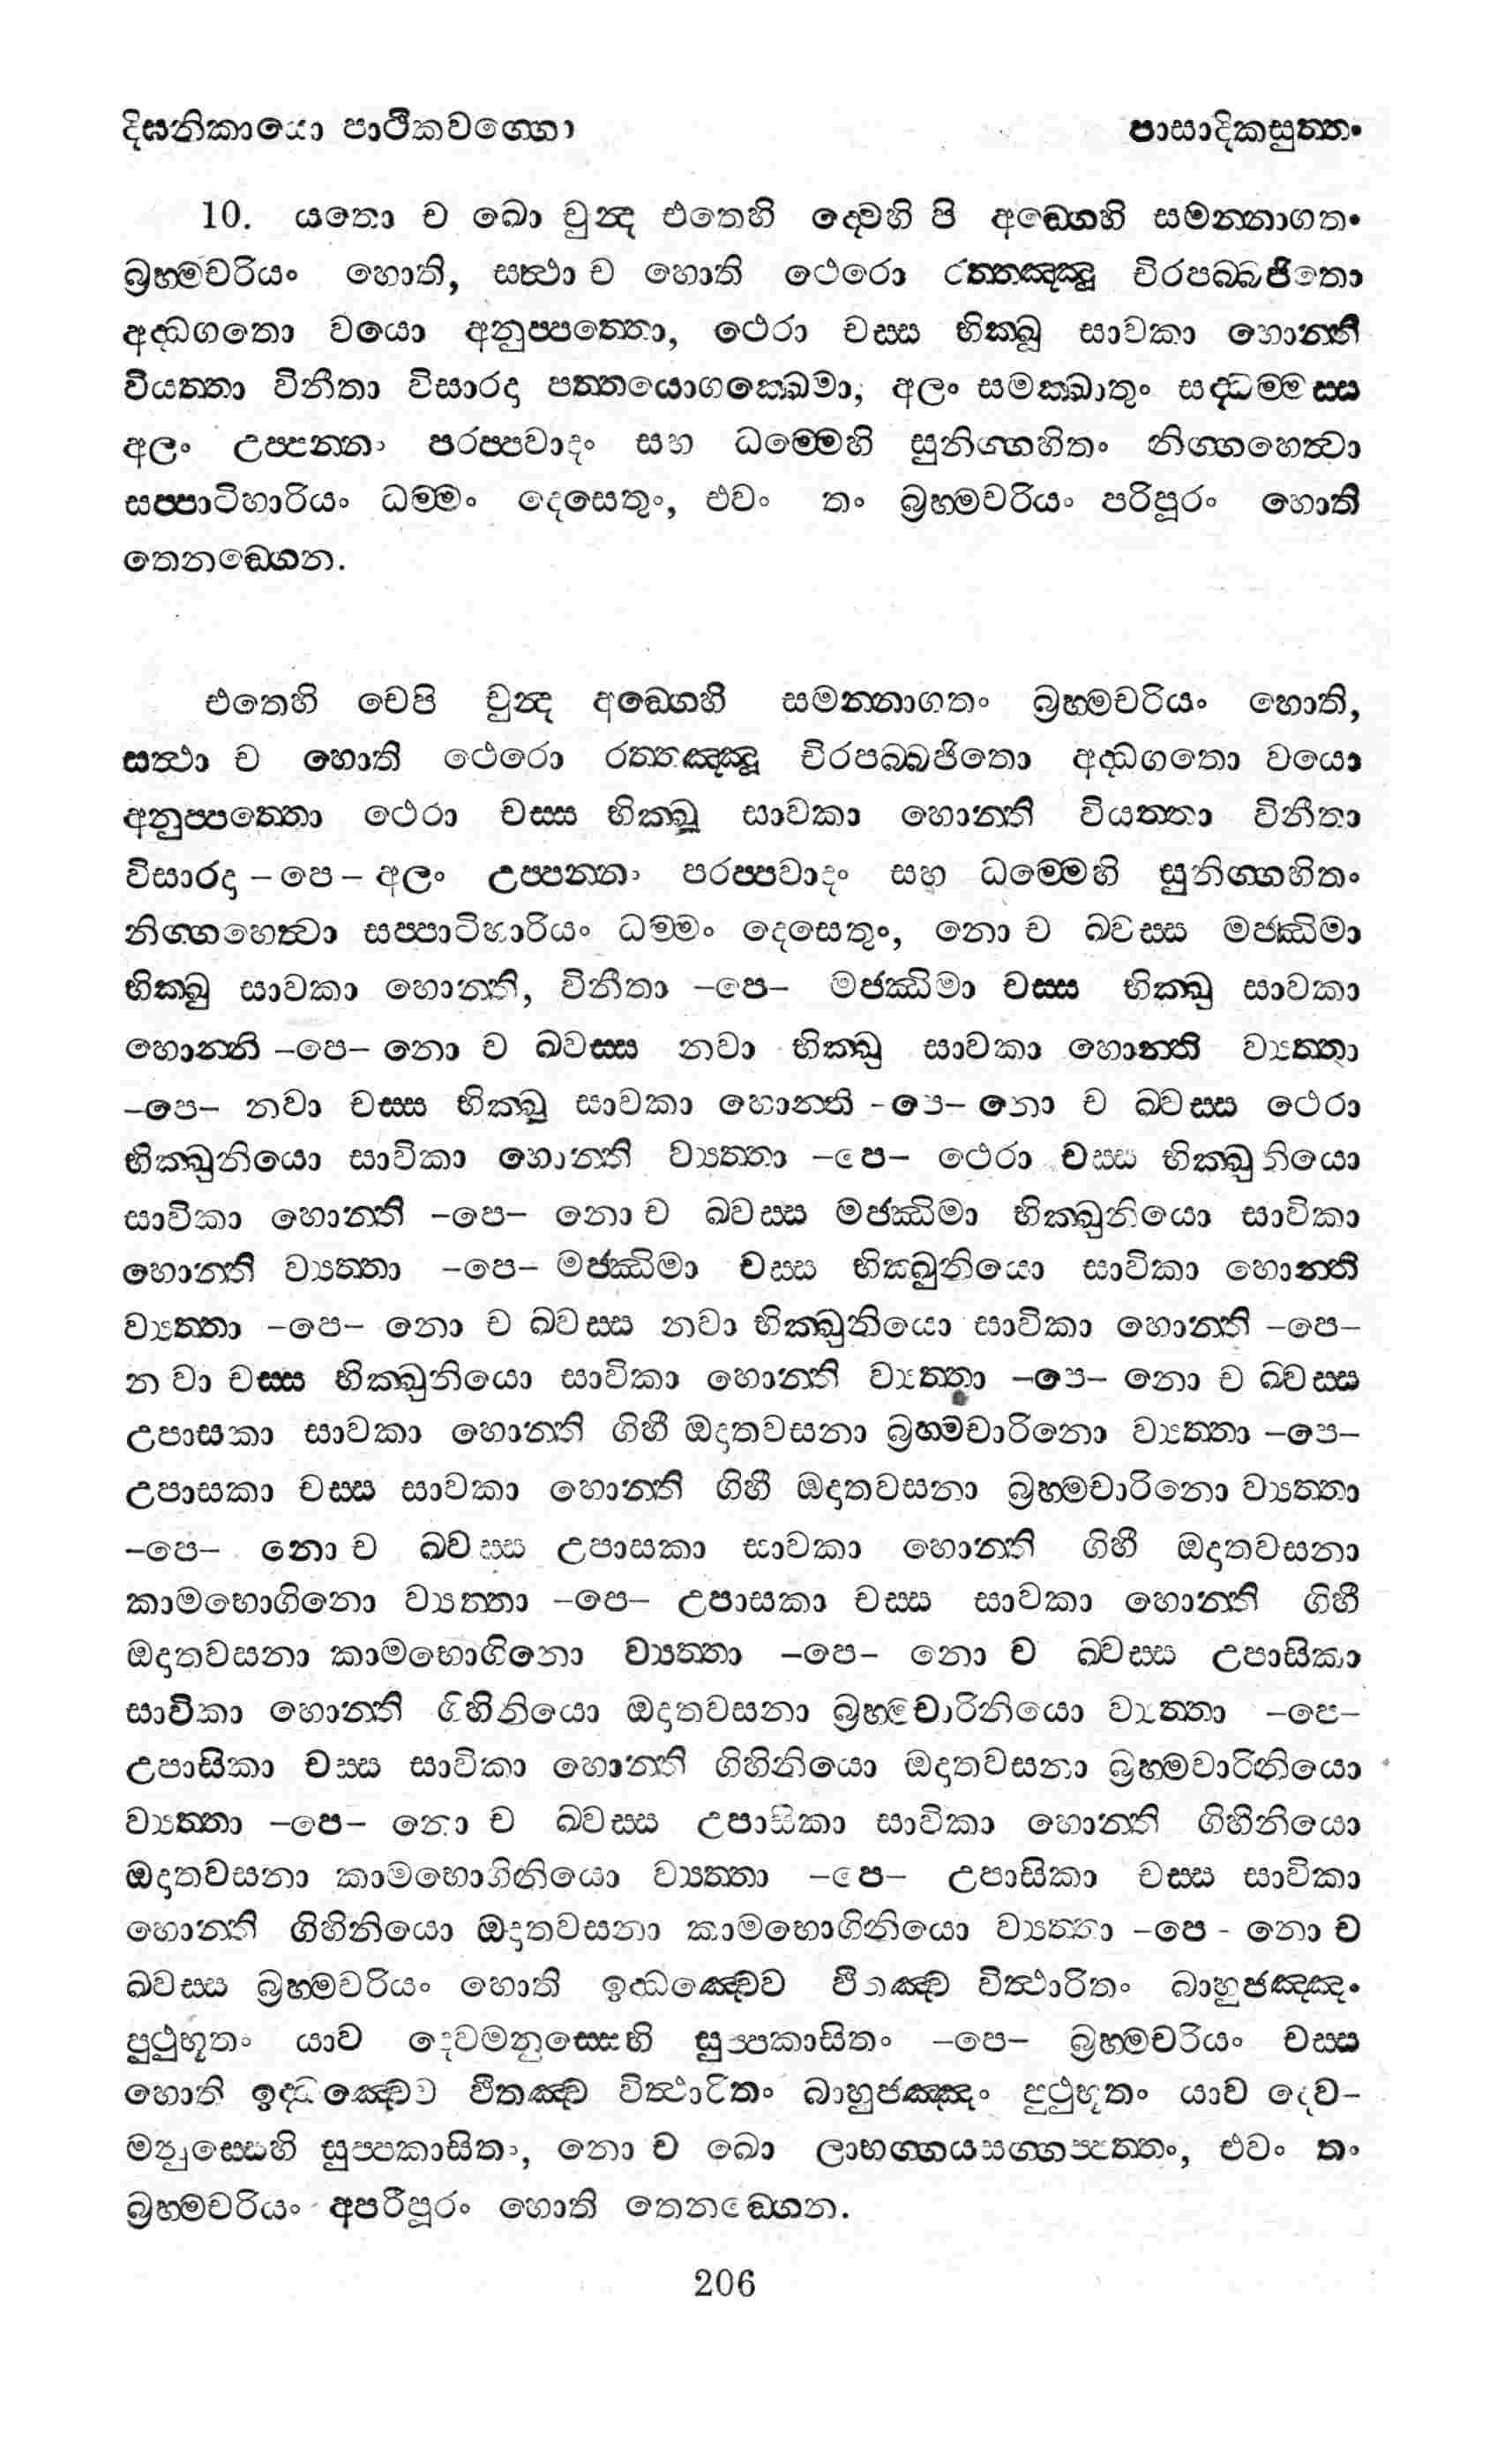 දීඝනිකායො පාථිකවග්ගො පාසාදිකසුත්තං
10. යතො ච ඛො චුන්ද එතෙහි දෙවෙහි පි අඞ්ගෙහි සමන්නාගතං
බ්‍රහ්මචරියං හොති, සත්ථා ච හොති ථෙරො රත්තඤ්ඤූ චිරපබ්බජිතො
අද්ධගතො වයො අනුප්පත්තො, ථෙරා චස්ස භික්ඛූ සාවකා හොන්ති
වියත්තා විනීතා විසාරදා පත්තයොගක්ඛෙමා, අලං සමක්ඛාතුං සද්ධම්මස්ස
අලං උප්පන්නං පරප්පවාදං සහ ධම්මෙහි සුනිග්ගහිතං නිග්ගහෙත්වා
සප්පාටිහාරියං ධම්මං දෙසෙතුං, එවං තං බ්‍රහ්මචරියං පරිපූරං හොති
තෙනඞ්ගෙන.
එතෙහි චෙපි චුන්ද අඞ්ගෙහි සමන්නාගතං බ්‍රහ්මචරියං හොති,
සත්ථා ච හොති ථෙරො රත්තඤ්ඤූ චිරපබ්බජිතො අද්ධගතො වයො
අනුප්පත්තො ථෙරා චස්ස භික්ඛූ සාවකා හොන්ති වියත්තා විනීතා
විසාරදා –පෙ– අලං උප්පන්නං පරප්පවාදං සහ ධම්මෙහි සුනිග්ගහිතං
නිග්ගහෙත්වා සප්පාටිහාරියං ධම්මං දෙසෙතුං, නො ච ඛ්වස්ස මජ්ඣිමා
භික්ඛු සාවකා හොන්ති, විනීතා –පෙ– මජ්ඣිමා චස්ස භික්ඛු සාවකා
හොන්ති –පෙ– නො ච ඛ්වස්ස නවා භික්ඛු සාවකා හොන්ති ව්‍යත්තා
–පෙ– නවා චස්ස භික්ඛූ සාවකා හොන්ති –පෙ– නො ච ඛ්වස්ස ථෙරා
භික්ඛුනියො සාවිකා හොන්ති ව්‍යත්තා –පෙ– ථෙරා චස්ස භික්ඛුනියො
සාවිකා හොන්ති –පෙ– නො ච ඛ්වස්ස මජ්ඣිමා භික්ඛුනියො සාවිකා
හොන්ති ව්‍යත්තා –පෙ– මජ්ඣිමා චස්ස භික්ඛුනියො සාවිකා හොන්ති
ව්‍යත්තා –පෙ– නො ච ඛ්වස්ස නවා භික්ඛුනියො සාවිකා හොන්ති –පෙ–
නවා චස්ස භික්ඛුනියො සාවිකා හොන්ති ව්‍යත්තා –පෙ– නො ච ඛ්වස්ස
උපාසකා සාවකා හොන්ති ගිහී ඔදාතවසනා බ්‍රහ්මචාරිනො ව්‍යත්තා –පෙ–
උපාසකා චස්ස සාවකා හොන්ති ගිහී ඔදාතවසනා බ්‍රහ්මචාරිනො ව්‍යත්තා
–පෙ– නො ච ඛ්වස්ස උපාසකා සාවකා හොන්ති ගිහී ඔදාතවසනා
කාමභොගිනො ව්‍යත්තා –පෙ– උපාසකා චස්ස සාවකා හොන්ති ගිහී
ඔදාතවසනා කාමභොගිනො ව්‍යත්තා –පෙ– නො ච ඛ්වස්ස උපාසිකා
සාවිකා හොන්ති ගිහිනියො ඔදාතවසනා බ්‍රහ්මචාරිනියො ව්‍යත්තා –පෙ–
උපාසිකා චස්ස සාවිකා හොන්ති ගිහිනියො ඔදාතවසනා බ්‍රහ්මචාරිනියො
ව්‍යත්තා –පෙ– නො ච ඛ්වස්ස උපාසිකා සාවිකා හොන්ති ගිහිනියො
ඔදාතවසනා කාමභොගිනියො ව්‍යත්තා –පෙ– උපාසිකා චස්ස සාවිකා
හොන්ති ගිහිනියො ඔදාතවසනා කාමභොගිනියො ව්‍යත්තා –පෙ– නො ච
ඛ්වස්ස බ්‍රහ්මචරියං හොති ඉද්ධඤ්චෙව ඵීතඤ්ච විත්ථාරිතං බාහුජඤ්ඤං
පුථුභූතං යාව දෙවමනුස්සෙභි සුප්පකාසිතං –පෙ– බ්‍රහ්මචරියං චස්ස
හොති ඉද්ධඤ්චෙව ඵීතඤ්ච විත්ථාරිතං බාහුජඤ්ඤං පුථුභූතං යාව දෙව–
මනුස්සෙහි සුප්පකාසිතං, නො ච ඛො ලාභග්ගයසග්ගප්පත්තං, එවං තං
බ්‍රහ්මචරියං අපරිපූරං හොති තෙනඞ්ගෙන.
206